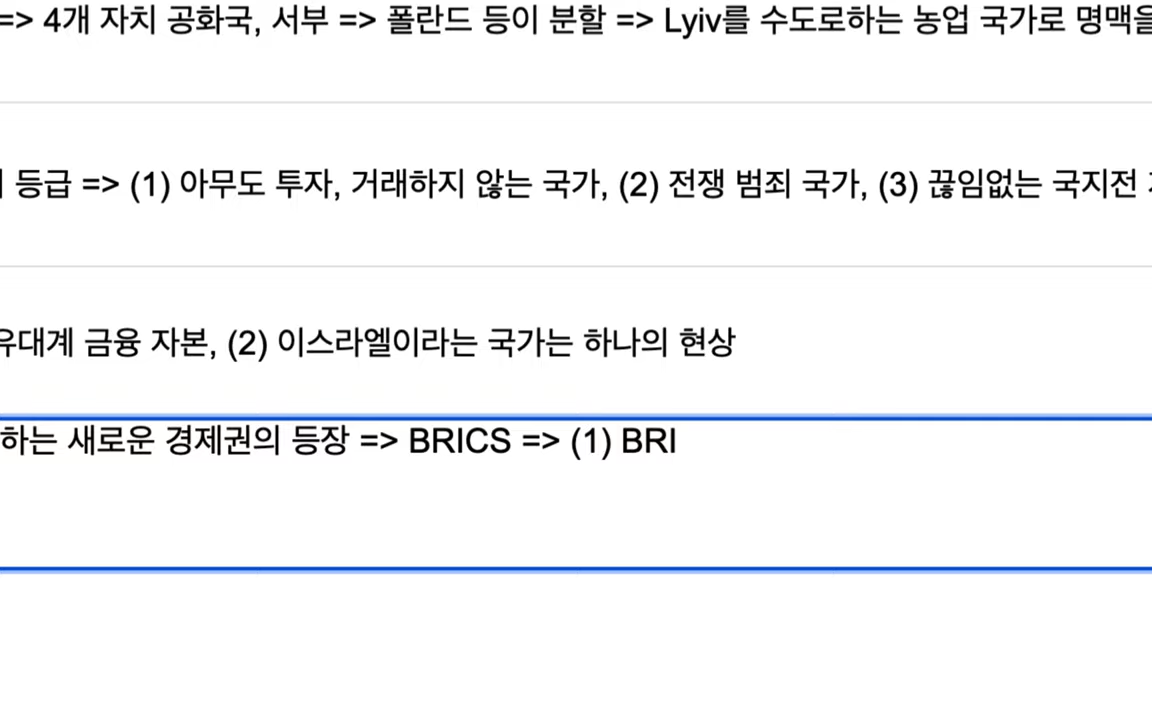 => 4개 자치 공화국, 서부 => 폴란드 등이 분할 => Lyiv를 수도로하는 농업 국가로 명맥을
등급 => (1) 아무도 투자, 거래하지 않는 국가, (2) 전쟁 범죄 국가, (3) 끊임없는 국지전
유대계 금융 자본, (2) 이스라엘이라는 국가는 하나의 현상
하는 새로운 경제권의 등장 => BRICS => (1) BRI